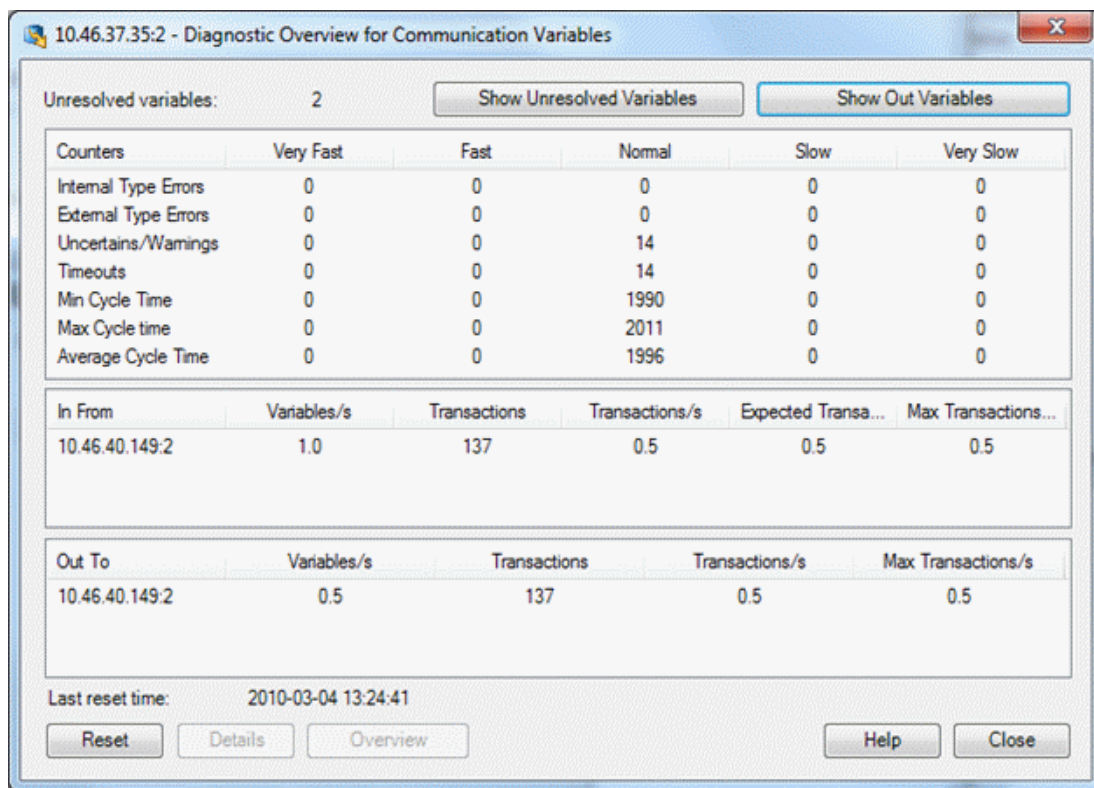 10.46.37.35:2 - Diagnostic Overview for Communication Variables
Unresolved variables: 2 Show Unresolved Variables Show Out Variables
Counters Very Fast Fast Normal Slow Very Slow
Internal Type Errors 0 0 0 0 0
External Type Errors 0 0 0 0 0
Uncertains/Warnings 0 0 14 0 0
Timeouts 0 0 14 0 0
Min Cycle Time 0 0 1990 0 0
Max Cycle time 0 0 2011 0 0
Average Cycle Time 0 0 1996 0 0
In From Variables/s Transactions Transactions/s Expected Transa... Max Transactions...
10.46.40.149:2 1.0 137 0.5 0.5 0.5
Out To Variables/s Transactions Transactions/s Max Transactions/s
10.46.40.149:2 0.5 137 0.5 0.5
Last reset time: 2010-03-04 13:24:41
Reset Details Overview Help Close